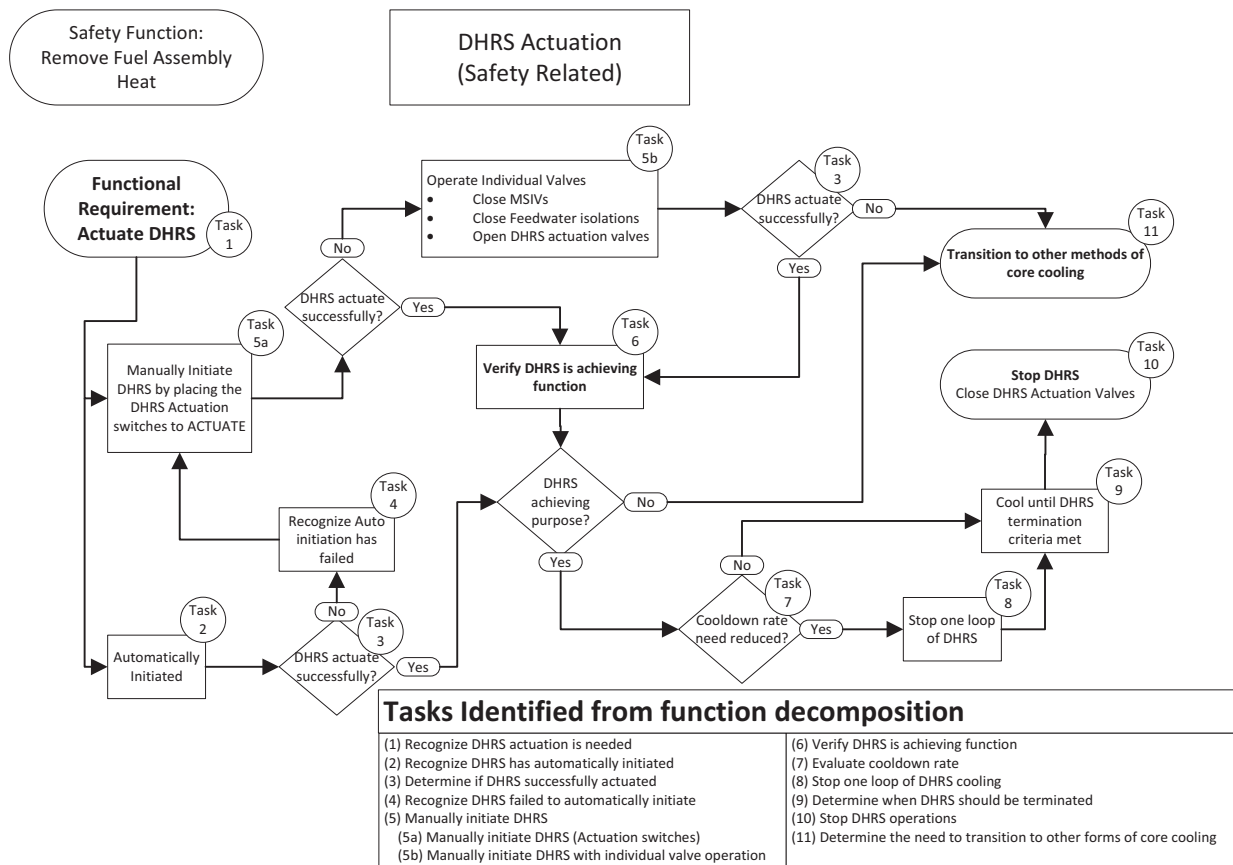 Safety Function:
Remove Fuel Assembly
Heat
DHRS Actuation
(Safety Related)
Functional
Requirement:
Actuate DHRS
Task
1
Operate Individual Valves
• Close MSIVs
• Close Feedwater isolations
• Open DHRS actuation valves
Task
5b
DHRS actuate
successfully?
Task
3
No
Yes
Transition to other methods of
core cooling
Task
11
No
DHRS actuate
successfully?
Yes
Manually Initiate
DHRS by placing the
DHRS Actuation
switches to ACTUATE
Task
5a
Verify DHRS is achieving
function
Task
6
Stop DHRS
Close DHRS Actuation Valves
Task
10
Recognize Auto
initiation has
failed
Task
4
DHRS
achieving
purpose?
No
Yes
Cool until DHRS
termination
criteria met
Task
9
Automatically
Initiated
Task
2
No
DHRS actuate
successfully?
Task
3
Yes
No
Cooldown rate
need reduced?
Task
7
Yes
Stop one loop
of DHRS
Task
8
Tasks Identified from function decomposition
(1) Recognize DHRS actuation is needed
(2) Recognize DHRS has automatically initiated
(3) Determine if DHRS successfully actuated
(4) Recognize DHRS failed to automatically initiate
(5) Manually initiate DHRS
(5a) Manually initiate DHRS (Actuation switches)
(5b) Manually initiate DHRS with individual valve operation
(6) Verify DHRS is achieving function
(7) Evaluate cooldown rate
(8) Stop one loop of DHRS cooling
(9) Determine when DHRS should be terminated
(10) Stop DHRS operations
(11) Determine the need to transition to other forms of core cooling